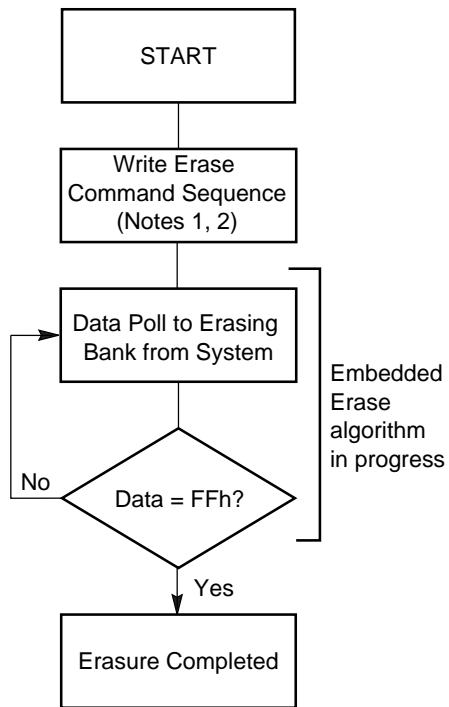 START
Write Erase
Command Sequence
(Notes 1, 2)
Data Poll to Erasing
Bank from System
Embedded
Erase
algorithm
in progress
No
Data = FFh?
Yes
Erasure Completed